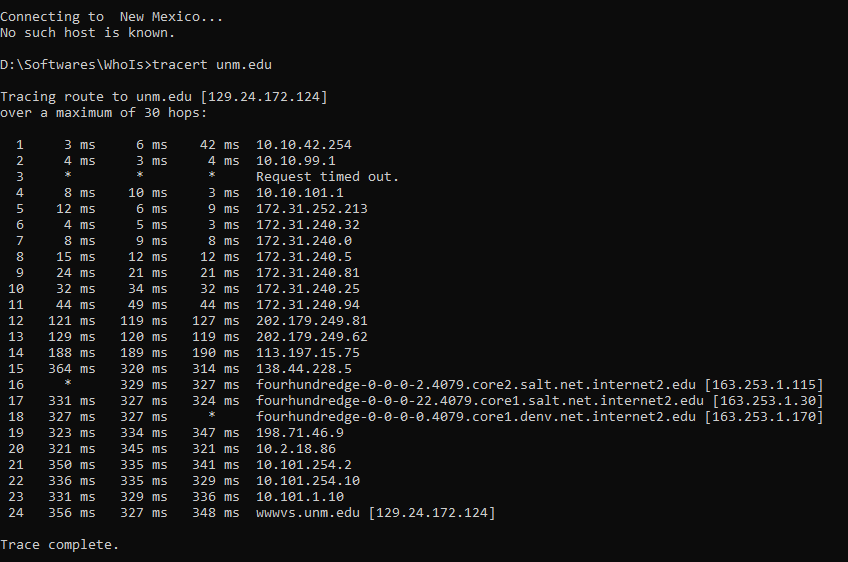 Connecting to  New Mexico...
No such host is known.
D:\Softwares\WhoIs>tracert unm.edu
Tracing route to unm.edu [129.24.172.124]
over a maximum of 30 hops:
  1     3 ms     6 ms    42 ms  10.10.42.254
  2     4 ms     3 ms     4 ms  10.10.99.1
  3     *        *        *     Request timed out.
  4     8 ms    10 ms     3 ms  10.10.101.1
  5    12 ms     6 ms     9 ms  172.31.252.213
  6     4 ms     5 ms     3 ms  172.31.240.32
  7     8 ms     9 ms     8 ms  172.31.240.0
  8    15 ms    12 ms    12 ms  172.31.240.5
  9    24 ms    21 ms    21 ms  172.31.240.81
 10    32 ms    34 ms    32 ms  172.31.240.25
 11    44 ms    49 ms    44 ms  172.31.240.94
 12   121 ms   119 ms   127 ms  202.179.249.81
 13   129 ms   120 ms   119 ms  202.179.249.62
 14   188 ms   189 ms   190 ms  113.197.15.75
 15   364 ms   320 ms   314 ms  138.44.228.5
 16     *      329 ms   327 ms  fourhundredge-0-0-0-2.4079.core2.salt.net.internet2.edu [163.253.1.115]
 17   331 ms   327 ms   324 ms  fourhundredge-0-0-0-22.4079.core1.salt.net.internet2.edu [163.253.1.30]
 18   327 ms   327 ms     *     fourhundredge-0-0-0-0.4079.core1.denv.net.internet2.edu [163.253.1.170]
 19   323 ms   334 ms   347 ms  198.71.46.9
 20   321 ms   345 ms   321 ms  10.2.18.86
 21   350 ms   335 ms   341 ms  10.101.254.2
 22   336 ms   335 ms   329 ms  10.101.254.10
 23   331 ms   329 ms   336 ms  10.101.1.10
 24   356 ms   327 ms   348 ms  wwwvs.unm.edu [129.24.172.124]
Trace complete.